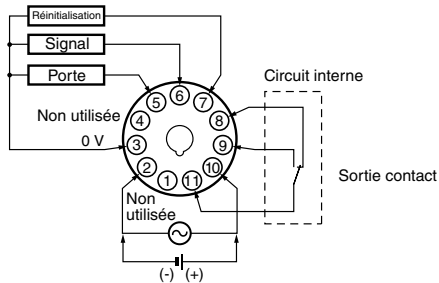 Réinitialisation
Signal
Porte
Circuit interne
Non utilisée
0 V
Sortie contact
6
5
7
4
8
3
9
2
10
1
11
Non
utilisée
(-)
(+)